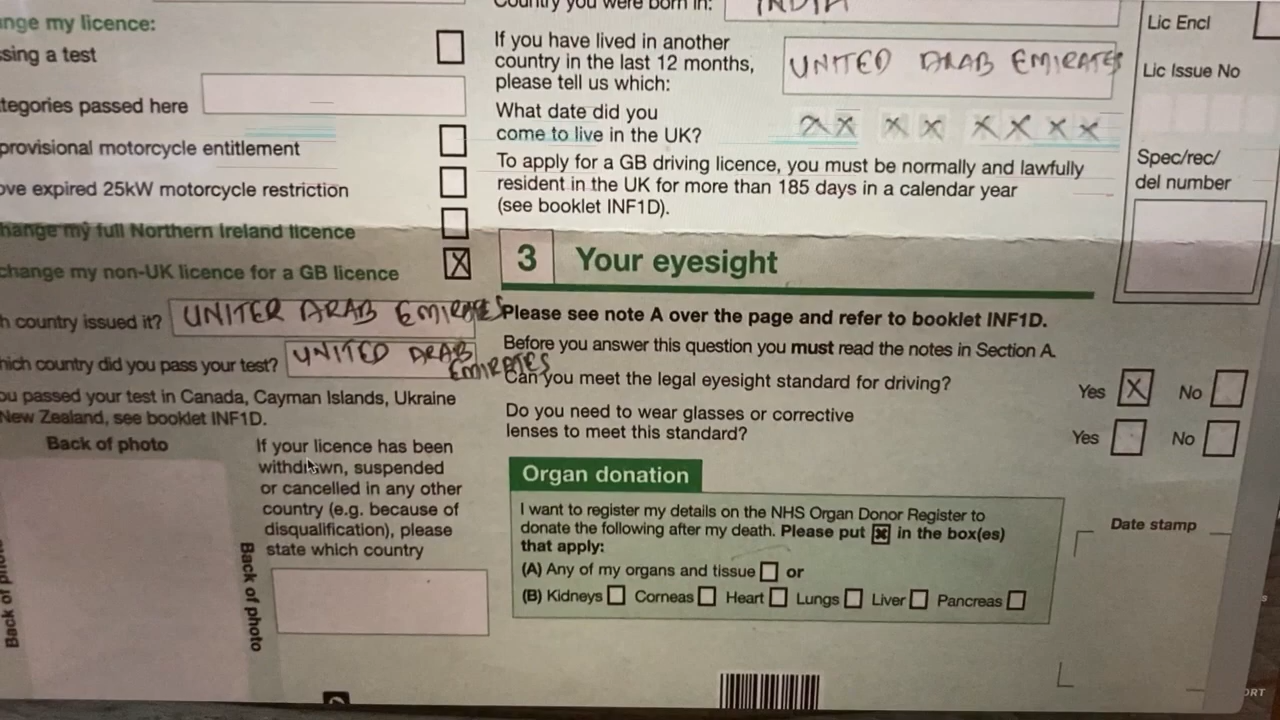 nge my licence:
sing a test
tegories passed here
provisional motorcycle entitlement
ove expired 25kW motorcycle restriction
hange my full Northern Ireland licence
change my non-UK licence for a GB licence X
h country issued it? UNITER ARAB EMIRATES
hich country did you pass your test? UNITED ARAB
EMIRATES
ou passed your test in Canada, Cayman Islands, Ukraine
New Zealand, see booklet INF1D.
Back of photo
Back of photo
Back of photo
If your licence has been
withdrawn, suspended
or cancelled in any other
country (e.g. because of
disqualification), please
state which country
Country you were born in: INDIA
If you have lived in another
country in the last 12 months,
please tell us which:
UNITED ARAB EMIRATES
What date did you
come to live in the UK? XX XX XXXX
To apply for a GB driving licence, you must be normally and lawfully
resident in the UK for more than 185 days in a calendar year
(see booklet INF1D).
3 Your eyesight
Please see note A over the page and refer to booklet INF1D.
Before you answer this question you must read the notes in Section A.
Can you meet the legal eyesight standard for driving? Yes X No
Do you need to wear glasses or corrective
lenses to meet this standard? Yes No
Organ donation
I want to register my details on the NHS Organ Donor Register to
donate the following after my death. Please put x in the box(es)
that apply:
(A) Any of my organs and tissue or
(B) Kidneys Corneas Heart Lungs Liver Pancreas
Lic Encl
Lic Issue No
Spec/rec/
del number
Date stamp